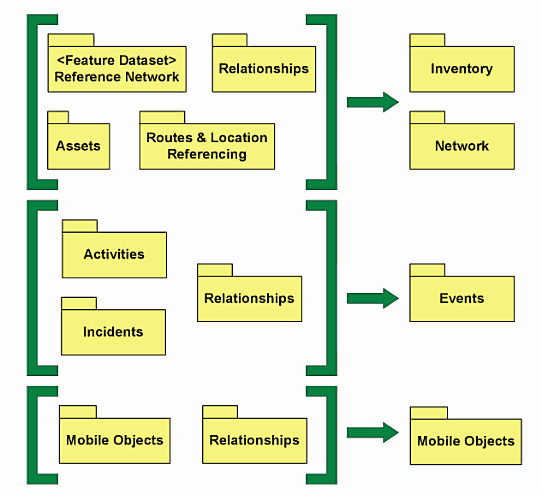 <Feature Dataset>
Reference Network
Relationships
Inventory
Assets
Routes & Location
Referencing
Network
Activities
Relationships
Events
Incidents
Mobile Objects
Relationships
Mobile Objects